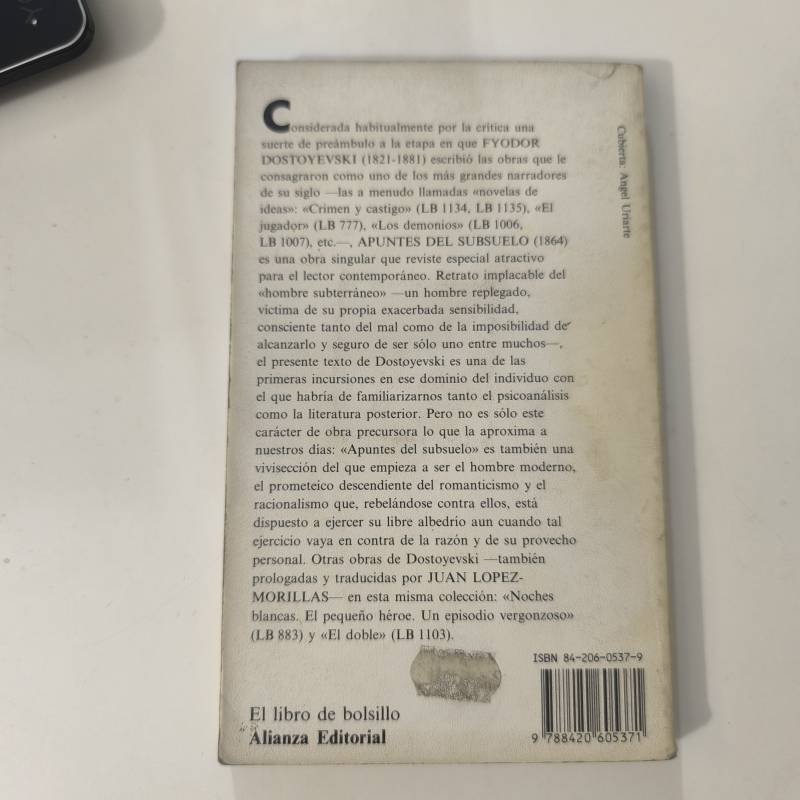 Considerada habitualmente por la crítica una
suerte de preámbulo a la etapa en que FYODOR
DOSTOYEVSKI (1821-1881) escribió las obras que le
consagraron como uno de los más grandes narradores
de su siglo —las a menudo llamadas «novelas de
ideas»: «Crimen y castigo» (LB 1134, LB 1135), «El
jugador» (LB 777), «Los demonios» (LB 1006,
LB 1007), etc.—, APUNTES DEL SUBSUELO (1864)
es una obra singular que reviste especial atractivo
para el lector contemporáneo. Retrato implacable del
«hombre subterráneo» —un hombre replegado,
víctima de su propia exacerbada sensibilidad,
consciente tanto del mal como de la imposibilidad de
alcanzarlo y seguro de ser sólo uno entre muchos—,
el presente texto de Dostoyevski es una de las
primeras incursiones en ese dominio del individuo con
el que habría de familiarizarnos tanto el psicoanálisis
como la literatura posterior. Pero no es sólo este
carácter de obra precursora lo que la aproxima a
nuestros días: «Apuntes del subsuelo» es también una
vivisección del que empieza a ser el hombre moderno,
el prometeico descendiente del romanticismo y el
racionalismo que, rebelándose contra ellos, está
dispuesto a ejercer su libre albedrío aun cuando tal
ejercicio vaya en contra de la razón y de su provecho
personal. Otras obras de Dostoyevski —también
prologadas y traducidas por JUAN LOPEZ-
MORILLAS— en esta misma colección: «Noches
blancas. El pequeño héroe. Un episodio vergonzoso»
(LB 883) y «El doble» (LB 1103).
Cubierta: Angel Uriarte
ISBN 84-206-0537-9
9 788420 605371
El libro de bolsillo
Alianza Editorial